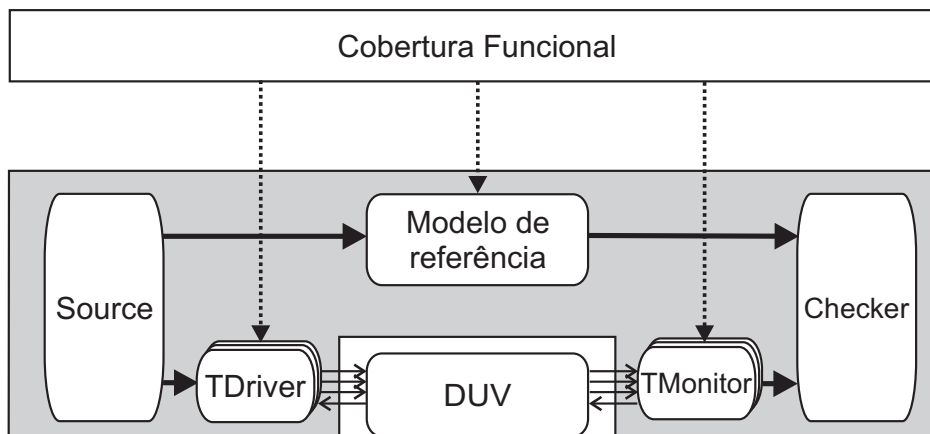 Cobertura Funcional
Modelo de
referência
Source
Checker
TDriver
DUV
TMonitor